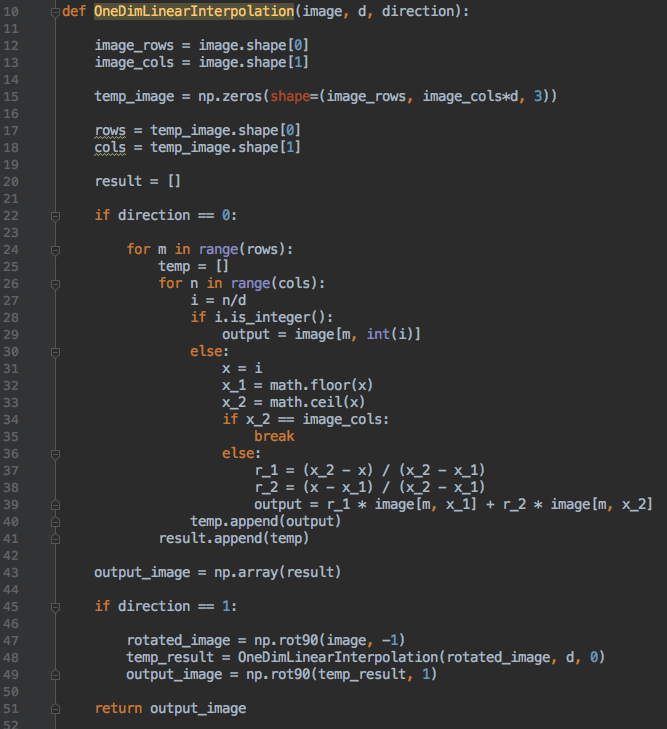 10 def OneDimLinearInterpolation(image, d, direction):
11
12     image_rows = image.shape[0]
13     image_cols = image.shape[1]
14
15     temp_image = np.zeros(shape=(image_rows, image_cols*d, 3))
16
17     rows = temp_image.shape[0]
18     cols = temp_image.shape[1]
19
20     result = []
21
22     if direction == 0:
23
24         for m in range(rows):
25             temp = []
26             for n in range(cols):
27                 i = n/d
28                 if i.is_integer():
29                     output = image[m, int(i)]
30                 else:
31                     x = i
32                     x_1 = math.floor(x)
33                     x_2 = math.ceil(x)
34                     if x_2 == image_cols:
35                         break
36                     else:
37                         r_1 = (x_2 - x) / (x_2 - x_1)
38                         r_2 = (x - x_1) / (x_2 - x_1)
39                         output = r_1 * image[m, x_1] + r_2 * image[m, x_2]
40                 temp.append(output)
41             result.append(temp)
42
43     output_image = np.array(result)
44
45     if direction == 1:
46
47         rotated_image = np.rot90(image, -1)
48         temp_result = OneDimLinearInterpolation(rotated_image, d, 0)
49         output_image = np.rot90(temp_result, 1)
50
51     return output_image
52